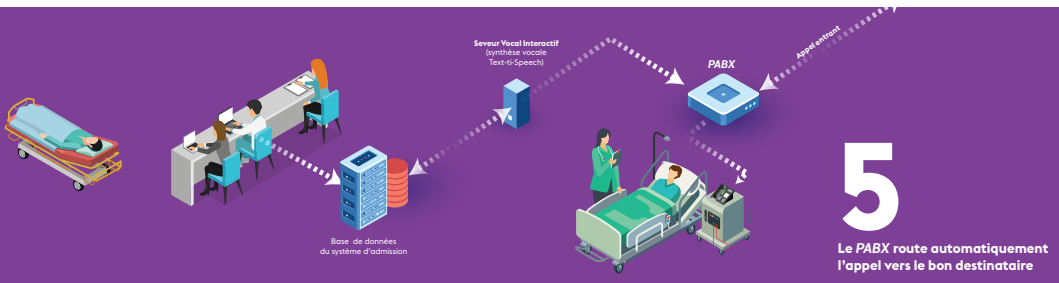 Seveur Vocal Interactif
(synthèse vocale
Text-ti-Speech)
PABX
Appel entrant
Base de données
du système d'admission
5
Le PABX route automatiquement
l'appel vers le bon destinataire